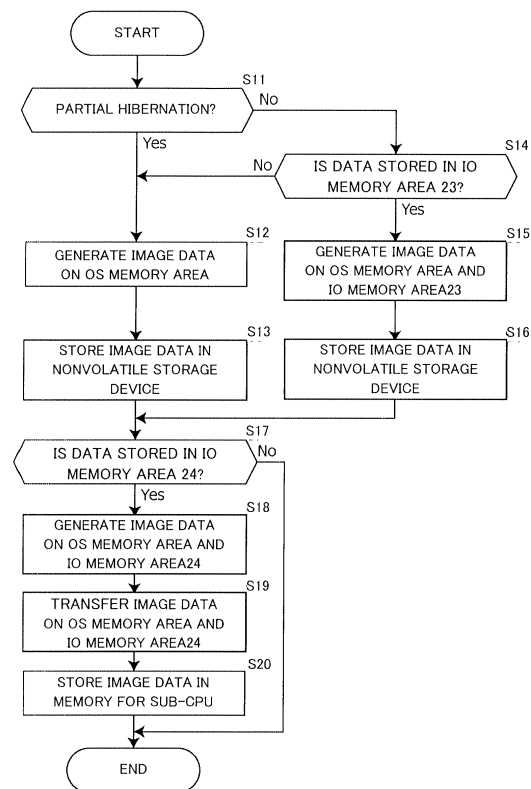 START
S11
PARTIAL HIBERNATION?
No
Yes
S14
No
IS DATA STORED IN IO
MEMORY AREA 23?
Yes
S12
GENERATE IMAGE DATA
ON OS MEMORY AREA
S15
GENERATE IMAGE DATA
ON OS MEMORY AREA AND
IO MEMORY AREA23
S13
STORE IMAGE DATA IN
NONVOLATILE STORAGE
DEVICE
S16
STORE IMAGE DATA IN
NONVOLATILE STORAGE
DEVICE
S17
IS DATA STORED IN IO
MEMORY AREA 24?
No
Yes
S18
GENERATE IMAGE DATA
ON OS MEMORY AREA AND
IO MEMORY AREA24
S19
TRANSFER IMAGE DATA
ON OS MEMORY AREA AND
IO MEMORY AREA24
S20
STORE IMAGE DATA IN
MEMORY FOR SUB-CPU
END